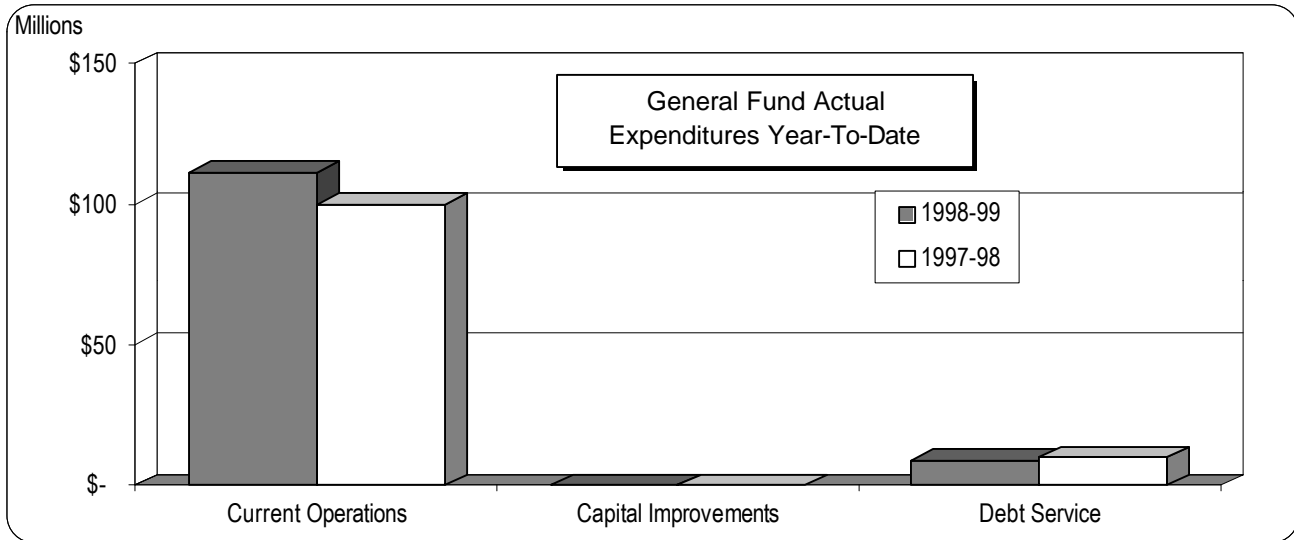 Millions
$150
General Fund Actual
Expenditures Year-To-Date
$100
1998-99
1997-98
$50
$-
Current Operations
Capital Improvements
Debt Service